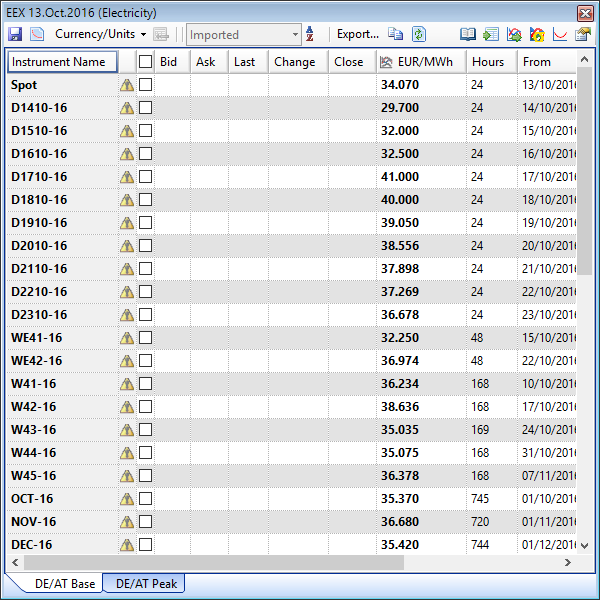 EEX 13.Oct.2016 (Electricity)
Currency/Units Imported Export...
Instrument Name Bid Ask Last Change Close EUR/MWh Hours From
Spot 34.070 24 13/10/2016
D1410-16 29.700 24 14/10/2016
D1510-16 32.000 24 15/10/2016
D1610-16 32.500 24 16/10/2016
D1710-16 41.000 24 17/10/2016
D1810-16 40.000 24 18/10/2016
D1910-16 39.050 24 19/10/2016
D2010-16 38.556 24 20/10/2016
D2110-16 37.898 24 21/10/2016
D2210-16 37.269 24 22/10/2016
D2310-16 36.678 24 23/10/2016
WE41-16 32.250 48 15/10/2016
WE42-16 36.974 48 22/10/2016
W41-16 36.234 168 10/10/2016
W42-16 38.636 168 17/10/2016
W43-16 35.035 169 24/10/2016
W44-16 35.075 168 31/10/2016
W45-16 36.378 168 07/11/2016
OCT-16 35.370 745 01/10/2016
NOV-16 36.680 720 01/11/2016
DEC-16 35.420 744 01/12/2016
DE/AT Base DE/AT Peak